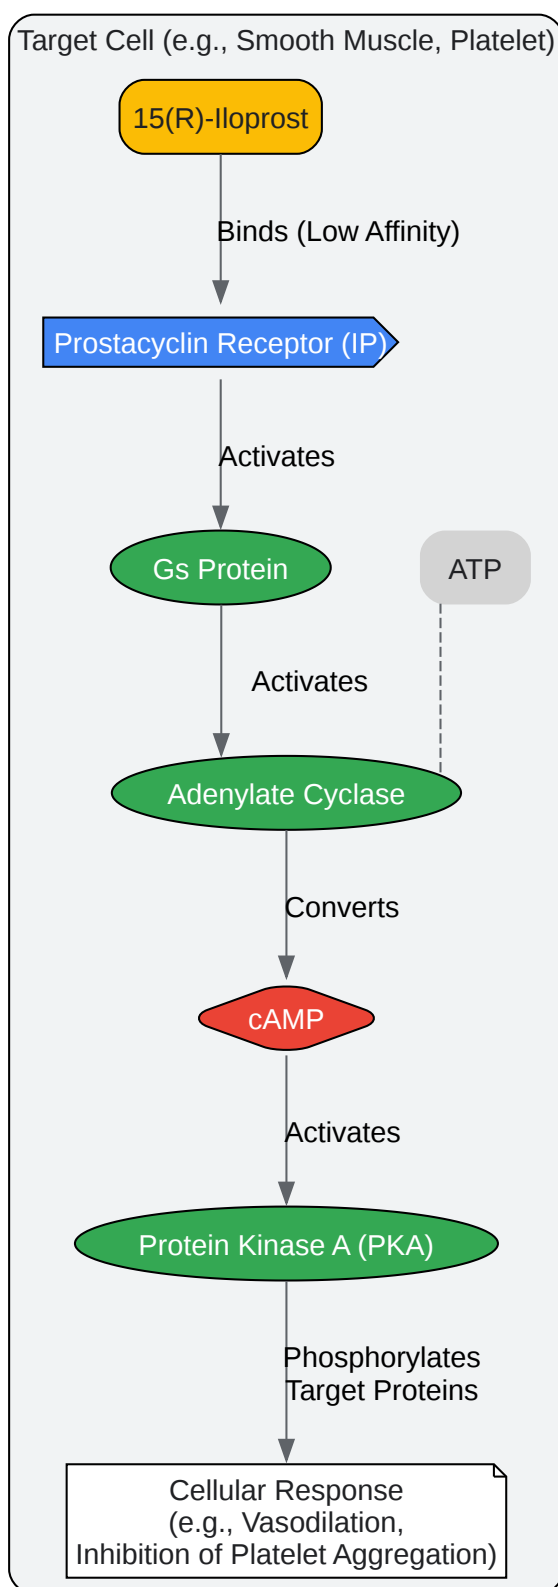 Target Cell (e.g., Smooth Muscle, Platelet)
15(R)-Iloprost
Binds (Low Affinity)
Prostacyclin Receptor (IP)
Activates
Gs Protein
ATP
Activates
Adenylate Cyclase
Converts
cAMP
Activates
Protein Kinase A (PKA)
Phosphorylates
Target Proteins
Cellular Response
(e.g., Vasodilation,
Inhibition of Platelet Aggregation)